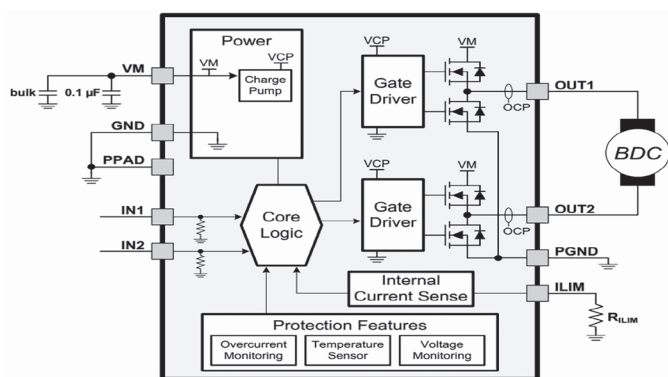 Power
VCP
VM
Charge
Pump
VM
bulk
0.1 µF
GND
PPAD
IN1
IN2
Core
Logic
VCP
Gate
Driver
VM
OCP
OUT1
BDC
VCP
Gate
Driver
VM
OCP
OUT2
PGND
Internal
Current Sense
ILIM
RILIM
Protection Features
Overcurrent
Monitoring
Temperature
Sensor
Voltage
Monitoring